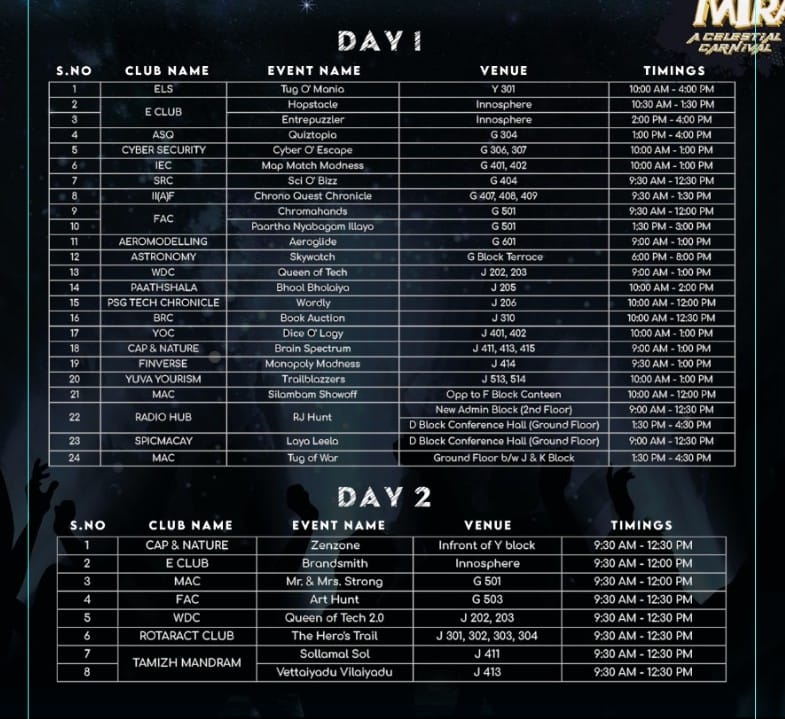 A CELESTIAL
CARNIVAL
DAY 1
S.NO CLUB NAME EVENT NAME VENUE TIMINGS
1 ELS Tug O' Mania Y 301 10:00 AM - 4:00 PM
2 E CLUB Hopstacle Innosphere 10:30 AM - 1:30 PM
3 Entrepuzzler Innosphere 2:00 PM - 4:00 PM
4 ASQ Quiztopia G 304 1:00 PM - 4:00 PM
5 CYBER SECURITY Cyber O' Escape G 306, 307 10:00 AM - 1:00 PM
6 IEC Map Match Madness G 401, 402 10:00 AM - 1:00 PM
7 SRC Sci O' Bizz G 404 9:30 AM - 12:30 PM
8 II(A)F Chrono Quest Chronicle G 407, 408, 409 9:30 AM - 1:30 PM
9 FAC Chromahands G 501 9:30 AM - 12:00 PM
10 Paartha Nyabagam Illaya G 501 1:30 PM - 3:00 PM
11 AEROMODELLING Aeroglide G 601 9:00 AM - 1:00 PM
12 ASTRONOMY Skywatch G Block Terrace 6:00 PM - 8:00 PM
13 WDC Queen of Tech J 202, 203 9:00 AM - 1:00 PM
14 PAATHSHALA Bhool Bholaiya J 205 10:00 AM - 2:00 PM
15 PSG TECH CHRONICLE Wordly J 206 10:00 AM - 12:00 PM
16 BRC Book Auction J 310 10:00 AM - 12:30 PM
17 YOC Dice O' Logy J 401, 402 10:00 AM - 1:00 PM
18 CAP & NATURE Brain Spectrum J 411, 413, 415 9:00 AM - 1:00 PM
19 FINVERSE Monopoly Madness J 414 9:30 AM - 1:00 PM
20 YUVA YOURISM Trailblazzers J 513, 514 10:00 AM - 1:00 PM
21 MAC Silambam Showoff Opp to F Block Canteen 10:00 AM - 12:00 PM
22 RADIO HUB RJ Hunt New Admin Block (2nd Floor) 9:00 AM - 12:30 PM
D Block Conference Hall (Ground Floor) 1:30 PM - 4:30 PM
23 SPICMACAY Laya Leela D Block Conference Hall (Ground Floor) 9:00 AM - 12:30 PM
24 MAC Tug of War Ground Floor b/w J & K Block 1:30 PM - 4:30 PM
DAY 2
S.NO CLUB NAME EVENT NAME VENUE TIMINGS
1 CAP & NATURE Zenzone Infront of Y block 9:30 AM - 12:30 PM
2 E CLUB Brandsmith Innosphere 9:30 AM - 12:00 PM
3 MAC Mr. & Mrs. Strong G 501 9:30 AM - 12:00 PM
4 FAC Art Hunt G 503 9:30 AM - 12:30 PM
5 WDC Queen of Tech 2.0 J 202, 203 9:30 AM - 12:30 PM
6 ROTARACT CLUB The Hero's Trail J 301, 302, 303, 304 9:30 AM - 12:30 PM
7 TAMIZH MANDRAM Sollamal Sol J 411 9:30 AM - 12:30 PM
8 Vettaiyadu Vilaiyadu J 413 9:30 AM - 12:30 PM